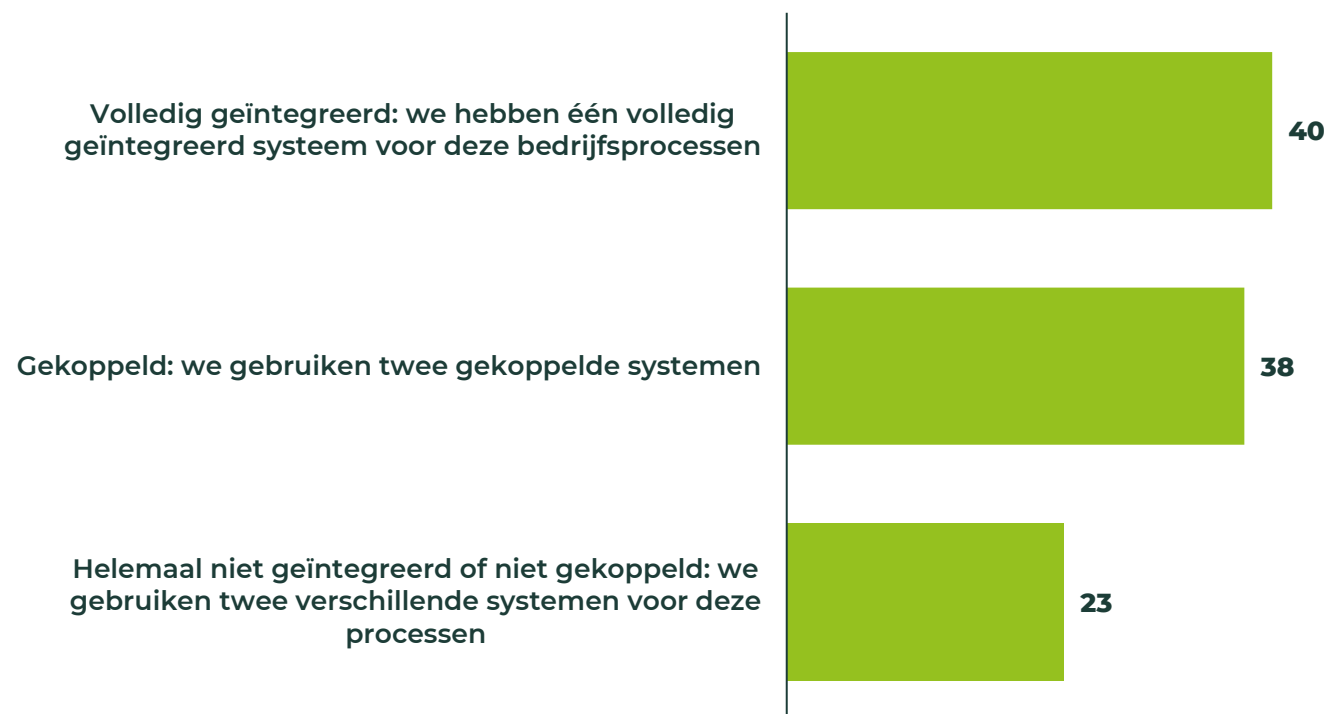 Volledig geïntegreerd: we hebben één volledig
geïntegreerd systeem voor deze bedrijfsprocessen
40
Gekoppeld: we gebruiken twee gekoppelde systemen
38
Helemaal niet geïntegreerd of niet gekoppeld: we
gebruiken twee verschillende systemen voor deze
processen
23